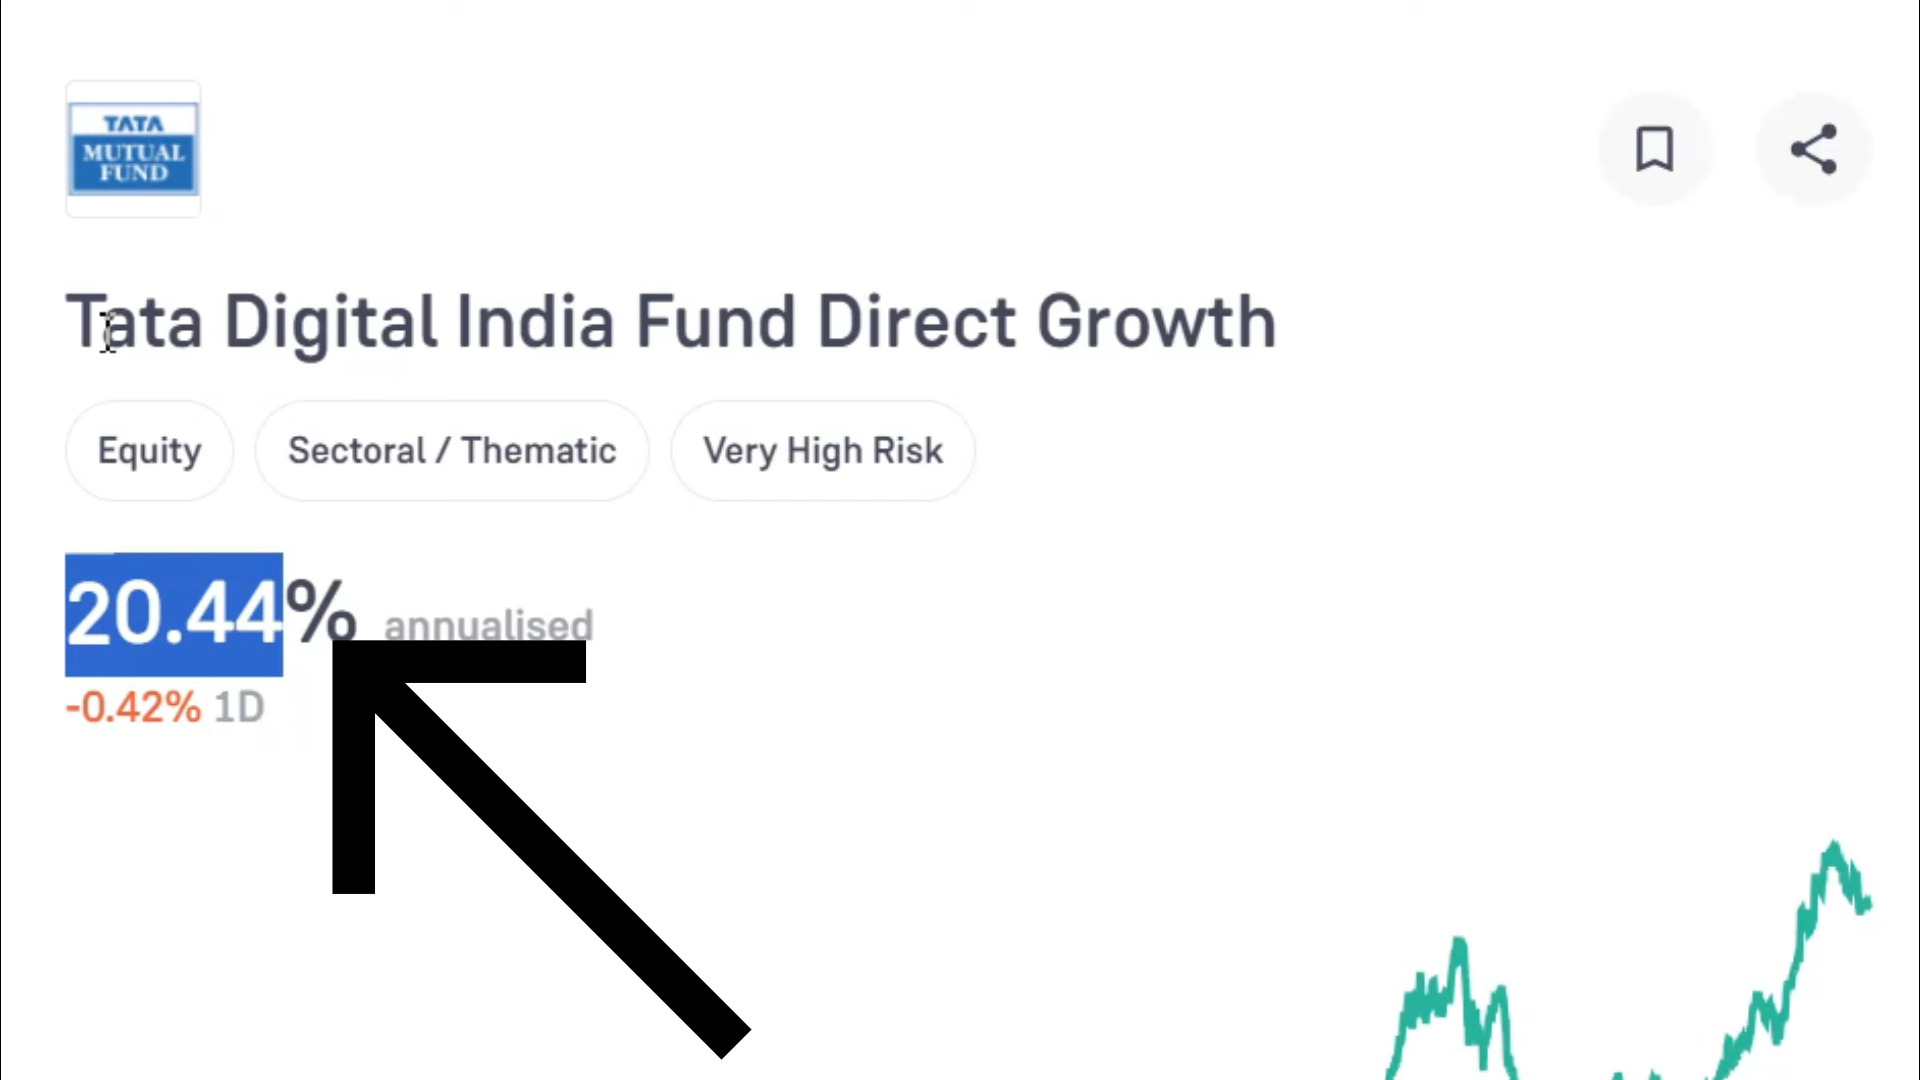 TATA
MUTUAL
FUND
Tata Digital India Fund Direct Growth
Equity
Sectoral / Thematic
Very High Risk
20.44% annualised
-0.42% 1D